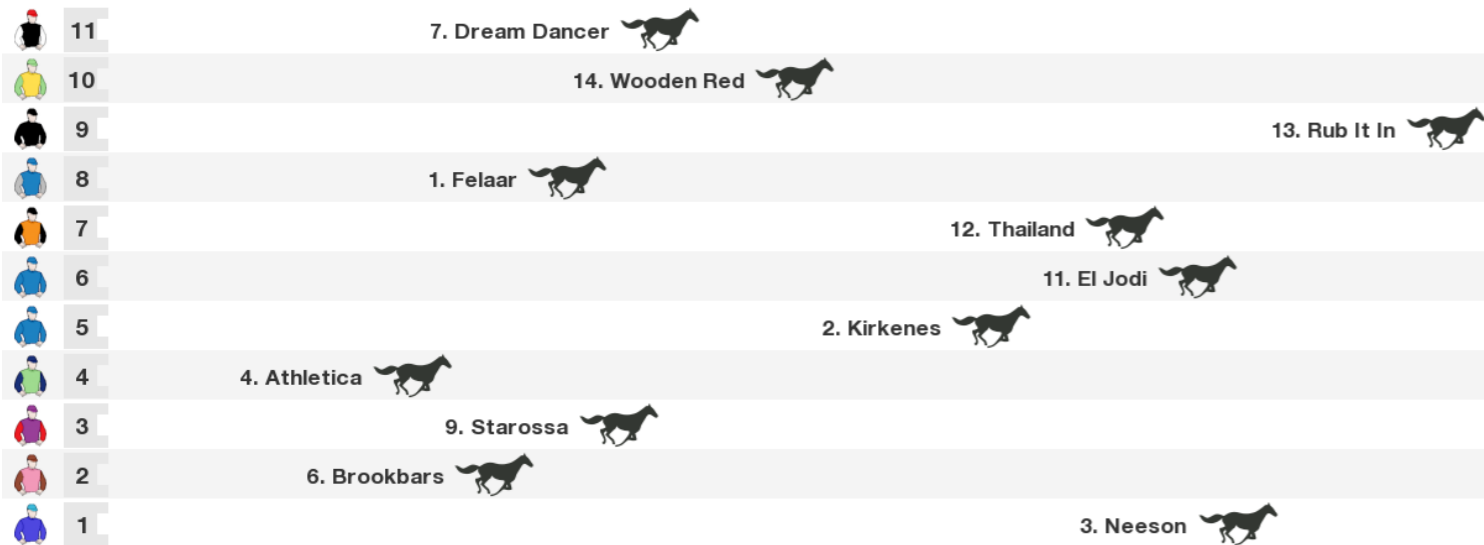 11 7. Dream Dancer
10 14. Wooden Red
9 13. Rub It In
8 1. Felaar
7 12. Thailand
6 11. El Jodi
5 2. Kirkenes
4 4. Athletica
3 9. Starossa
2 6. Brookbars
1 3. Neeson